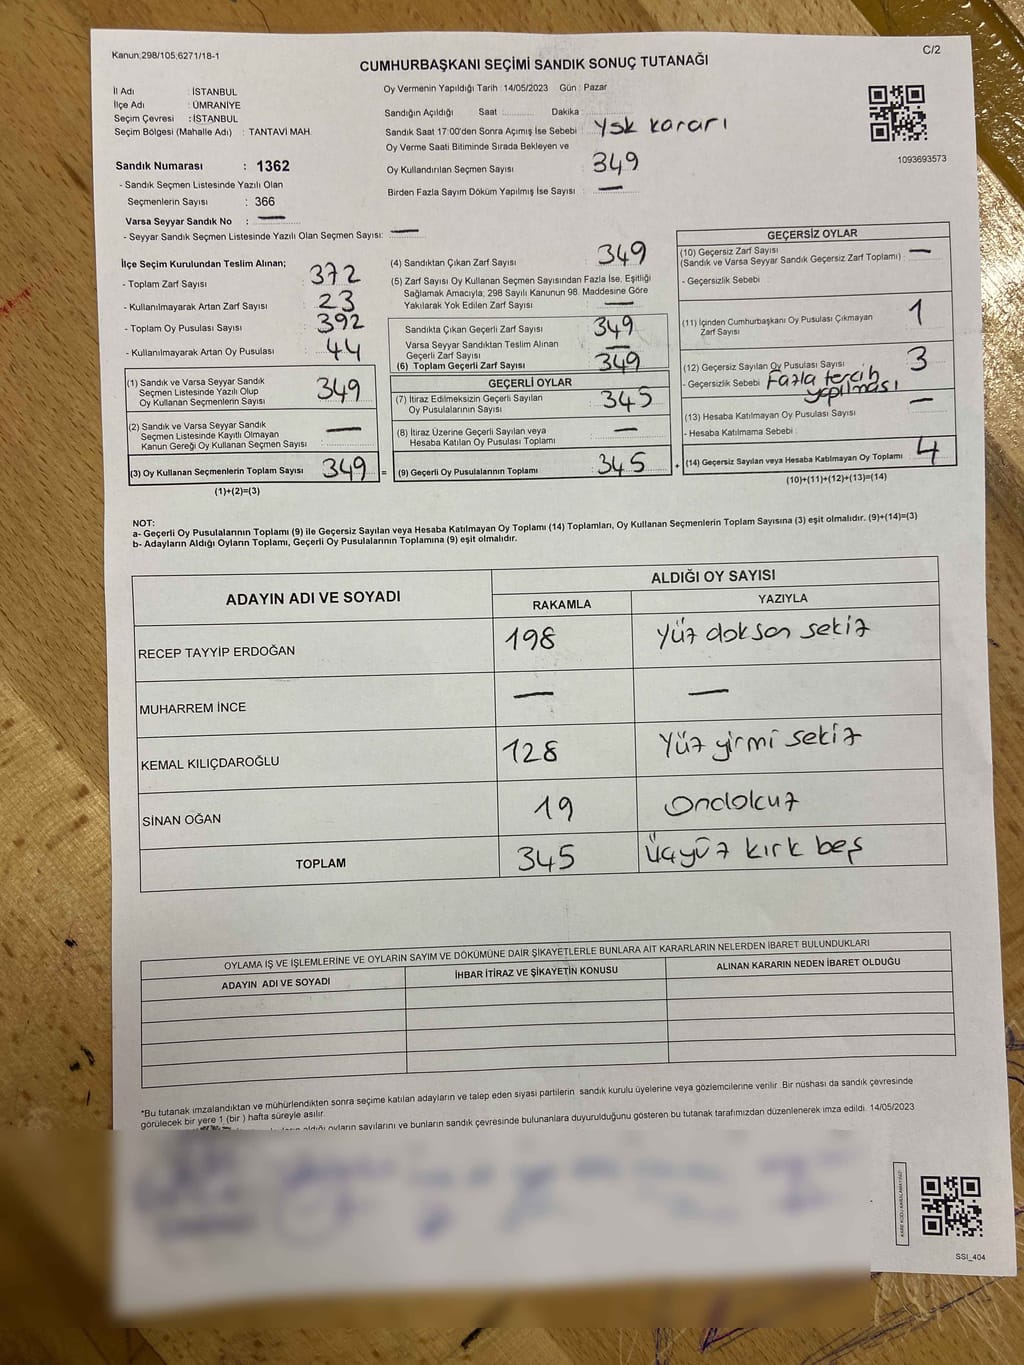 Kanun:298/105;6271/18-1
C/2
CUMHURBAŞKANI SEÇİMİ SANDIK SONUÇ TUTANAĞI
İl Adı : İSTANBUL
İlçe Adı : ÜMRANİYE
Seçim Çevresi : İSTANBUL
Seçim Bölgesi (Mahalle Adı) : TANTAVİ MAH.
Oy Vermenin Yapıldığı Tarih : 14/05/2023 Gün : Pazar
Sandığın Açıldığı Saat Dakika
Sandık Saat 17:00'den Sonra Açımış İse Sebebi : Ysk kararı
Oy Verme Saati Bitiminde Sırada Bekleyen ve
Oy Kullandırılan Seçmen Sayısı : 349
Birden Fazla Sayım Döküm Yapılmış İse Sayısı : —
1093693573
Sandık Numarası : 1362
- Sandık Seçmen Listesinde Yazılı Olan
Seçmenlerin Sayısı : 366
Varsa Seyyar Sandık No : —
- Seyyar Sandık Seçmen Listesinde Yazılı Olan Seçmen Sayısı: —
İlçe Seçim Kurulundan Teslim Alınan;
- Toplam Zarf Sayısı : 372
- Kullanılmayarak Artan Zarf Sayısı : 23
- Toplam Oy Pusulası Sayısı : 392
- Kullanılmayarak Artan Oy Pusulası : 44
(1) Sandık ve Varsa Seyyar Sandık
Seçmen Listesinde Yazılı Olup
Oy Kullanan Seçmenlerin Sayısı : 349
(2) Sandık ve Varsa Seyyar Sandık
Seçmen Listesinde Kayıtlı Olmayan
Kanun Gereği Oy Kullanan Seçmen Sayısı : —
(3) Oy Kullanan Seçmenlerin Toplam Sayısı : 349 =
(1)+(2)=(3)
(4) Sandıktan Çıkan Zarf Sayısı : 349
(5) Zarf Sayısı Oy Kullanan Seçmen Sayısından Fazla İse, Eşitliği
Sağlamak Amacıyla; 298 Sayılı Kanunun 98. Maddesine Göre
Yakılarak Yok Edilen Zarf Sayısı : —
Sandıkta Çıkan Geçerli Zarf Sayısı : 349
Varsa Seyyar Sandıktan Teslim Alınan
Geçerli Zarf Sayısı : —
(6) Toplam Geçerli Zarf Sayısı : 349
GEÇERLİ OYLAR
(7) İtiraz Edilmeksizin Geçerli Sayılan
Oy Pusulalarının Sayısı : 345
(8) İtiraz Üzerine Geçerli Sayılan veya
Hesaba Katılan Oy Pusulası Toplamı : —
(9) Geçerli Oy Pusulalarının Toplamı : 345 +
GEÇERSİZ OYLAR
(10) Geçersiz Zarf Sayısı
(Sandık ve Varsa Seyyar Sandık Geçersiz Zarf Toplamı) : —
- Geçersizlik Sebebi :
(11) İçinden Cumhurbaşkanı Oy Pusulası Çıkmayan
Zarf Sayısı : 1
(12) Geçersiz Sayılan Oy Pusulası Sayısı : 3
- Geçersizlik Sebebi : Fazla tercih
yapılması
(13) Hesaba Katılmayan Oy Pusulası Sayısı : —
- Hesaba Katılmama Sebebi :
(14) Geçersiz Sayılan veya Hesaba Katılmayan Oy Toplamı : 4
(10)+(11)+(12)+(13)=(14)
NOT:
a- Geçerli Oy Pusulalarının Toplamı (9) ile Geçersiz Sayılan veya Hesaba Katılmayan Oy Toplamı (14) Toplamları, Oy Kullanan Seçmenlerin Toplam Sayısına (3) eşit olmalıdır. (9)+(14)=(3)
b- Adayların Aldığı Oyların Toplamı, Geçerli Oy Pusulalarının Toplamına (9) eşit olmalıdır.
ADAYIN ADI VE SOYADI
ALDIĞI OY SAYISI
RAKAMLA YAZIYLA
RECEP TAYYİP ERDOĞAN 198 Yüz doksan sekiz
MUHARREM İNCE — —
KEMAL KILIÇDAROĞLU 128 Yüz yirmi sekiz
SİNAN OĞAN 19 Ondokuz
TOPLAM 345 Üçyüz kırk beş
OYLAMA İŞ VE İŞLEMLERİNE VE OYLARIN SAYIM VE DÖKÜMÜNE DAİR ŞİKAYETLERLE BUNLARA AİT KARARLARIN NELERDEN İBARET BULUNDUKLARI
ADAYIN ADI VE SOYADI İHBAR İTİRAZ VE ŞİKAYETİN KONUSU ALINAN KARARIN NEDEN İBARET OLDUĞU
*Bu tutanak imzalandıktan ve mühürlendikten sonra seçime katılan adayların ve talep eden siyasi partilerin sandık kurulu üyelerine veya gözlemcilerine verilir. Bir nüshası da sandık çevresinde
görülecek bir yere 1 (bir) hafta süreyle asılır.
aldığı oyların sayılarını ve bunların sandık çevresinde bulunanlara duyurulduğunu gösteren bu tutanak tarafımızdan düzenlenerek imza edildi. 14/05/2023
SSI_404